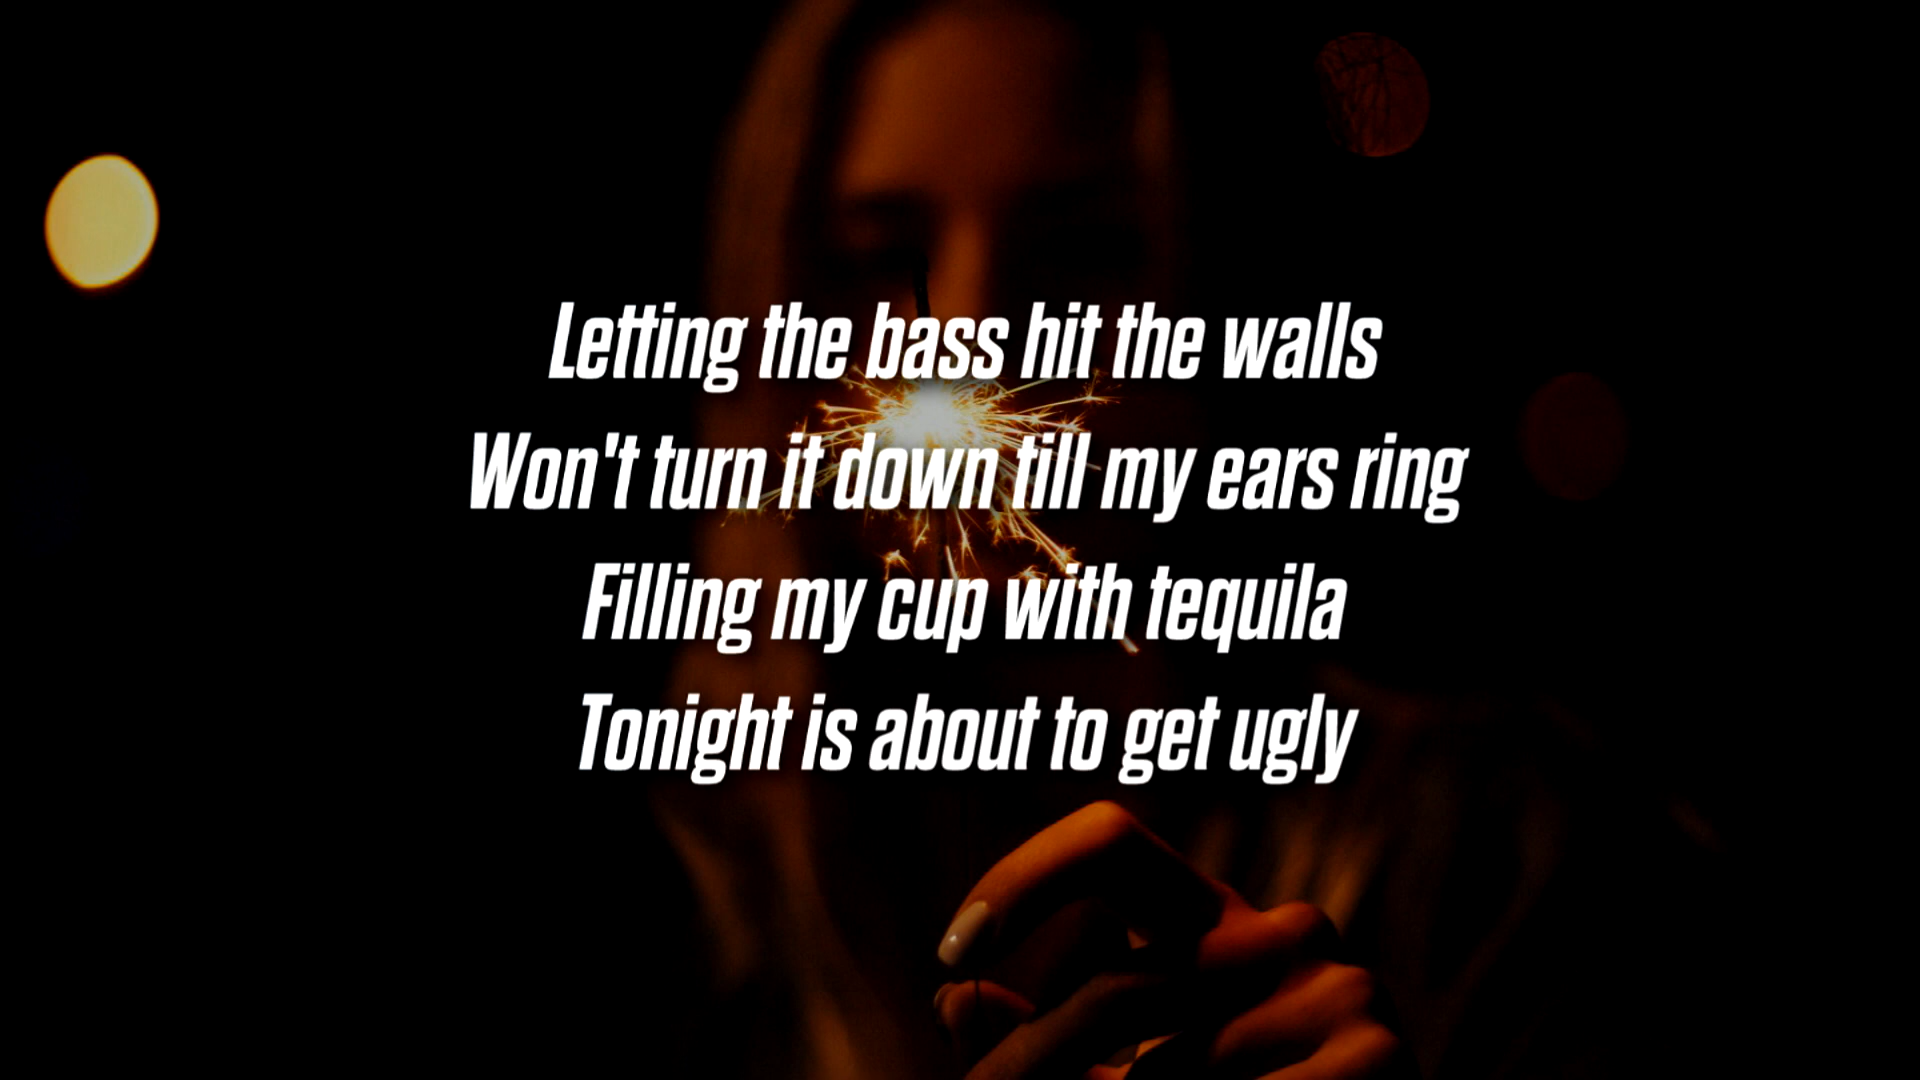 Letting the bass hit the walls
Won't turn it down till my ears ring
Filling my cup with tequila
Tonight is about to get ugly